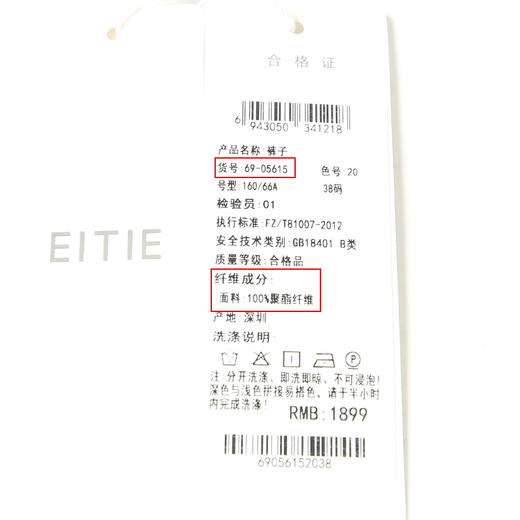 EITIE
合格证
6 943050 341218
产品名称:裤子
货号:69-05615 色号:20
号型:160/66A 38码
检验员:01
执行标准:FZ/T81007-2012
安全技术类别:GB18401 B类
质量等级:合格品
纤维成分:
面料:100%聚酯纤维
产地:深圳
洗涤说明:
P
注:分开洗涤、即洗即晾、不可浸泡!
深色与浅色拼接易搭色,请于半小时
内完成洗涤!
RMB:1899
69056152038